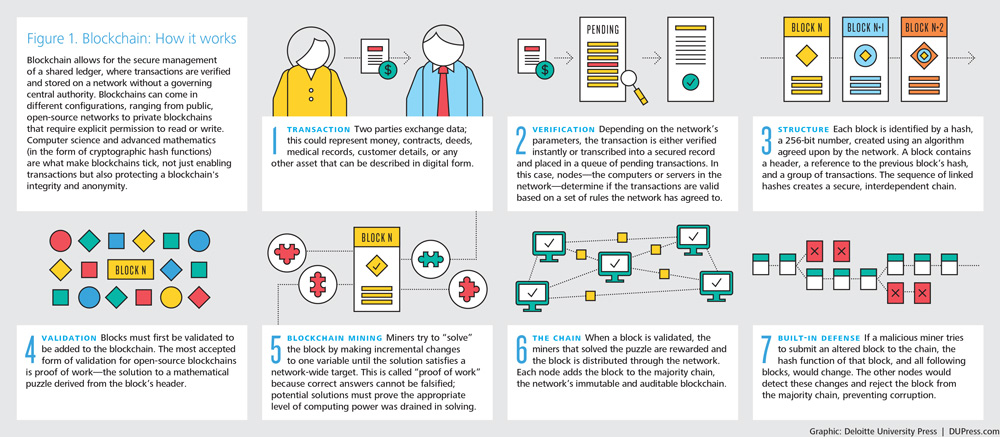 Figure 1. Blockchain: How it works
Blockchain allows for the secure management
of a shared ledger, where transactions are verified
and stored on a network without a governing
central authority. Blockchains can come in
different configurations, ranging from public,
open-source networks to private blockchains
that require explicit permission to read or write.
Computer science and advanced mathematics
(in the form of cryptographic hash functions)
are what make blockchains tick, not just enabling
transactions but also protecting a blockchain's
integrity and anonymity.
1 TRANSACTION Two parties exchange data;
this could represent money, contracts, deeds,
medical records, customer details, or any
other asset that can be described in digital form.
$
$
PENDING
2 VERIFICATION Depending on the network's
parameters, the transaction is either verified
instantly or transcribed into a secured record
and placed in a queue of pending transactions. In
this case, nodes—the computers or servers in the
network—determine if the transactions are valid
based on a set of rules the network has agreed to.
BLOCK N
BLOCK N+1
BLOCK N+2
3 STRUCTURE Each block is identified by a hash,
a 256-bit number, created using an algorithm
agreed upon by the network. A block contains
a header, a reference to the previous block's hash,
and a group of transactions. The sequence of linked
hashes creates a secure, interdependent chain.
BLOCK N
4 VALIDATION Blocks must first be validated to
be added to the blockchain. The most accepted
form of validation for open-source blockchains
is proof of work—the solution to a mathematical
puzzle derived from the block's header.
BLOCK N
5 BLOCKCHAIN MINING Miners try to “solve”
the block by making incremental changes
to one variable until the solution satisfies a
network-wide target. This is called “proof of work”
because correct answers cannot be falsified;
potential solutions must prove the appropriate
level of computing power was drained in solving.
6 THE CHAIN When a block is validated, the
miners that solved the puzzle are rewarded and
the block is distributed through the network.
Each node adds the block to the majority chain,
the network's immutable and auditable blockchain.
7 BUILT-IN DEFENSE If a malicious miner tries
to submit an altered block to the chain, the
hash function of that block, and all following
blocks, would change. The other nodes would
detect these changes and reject the block from
the majority chain, preventing corruption.
Graphic: Deloitte University Press | DUPress.com